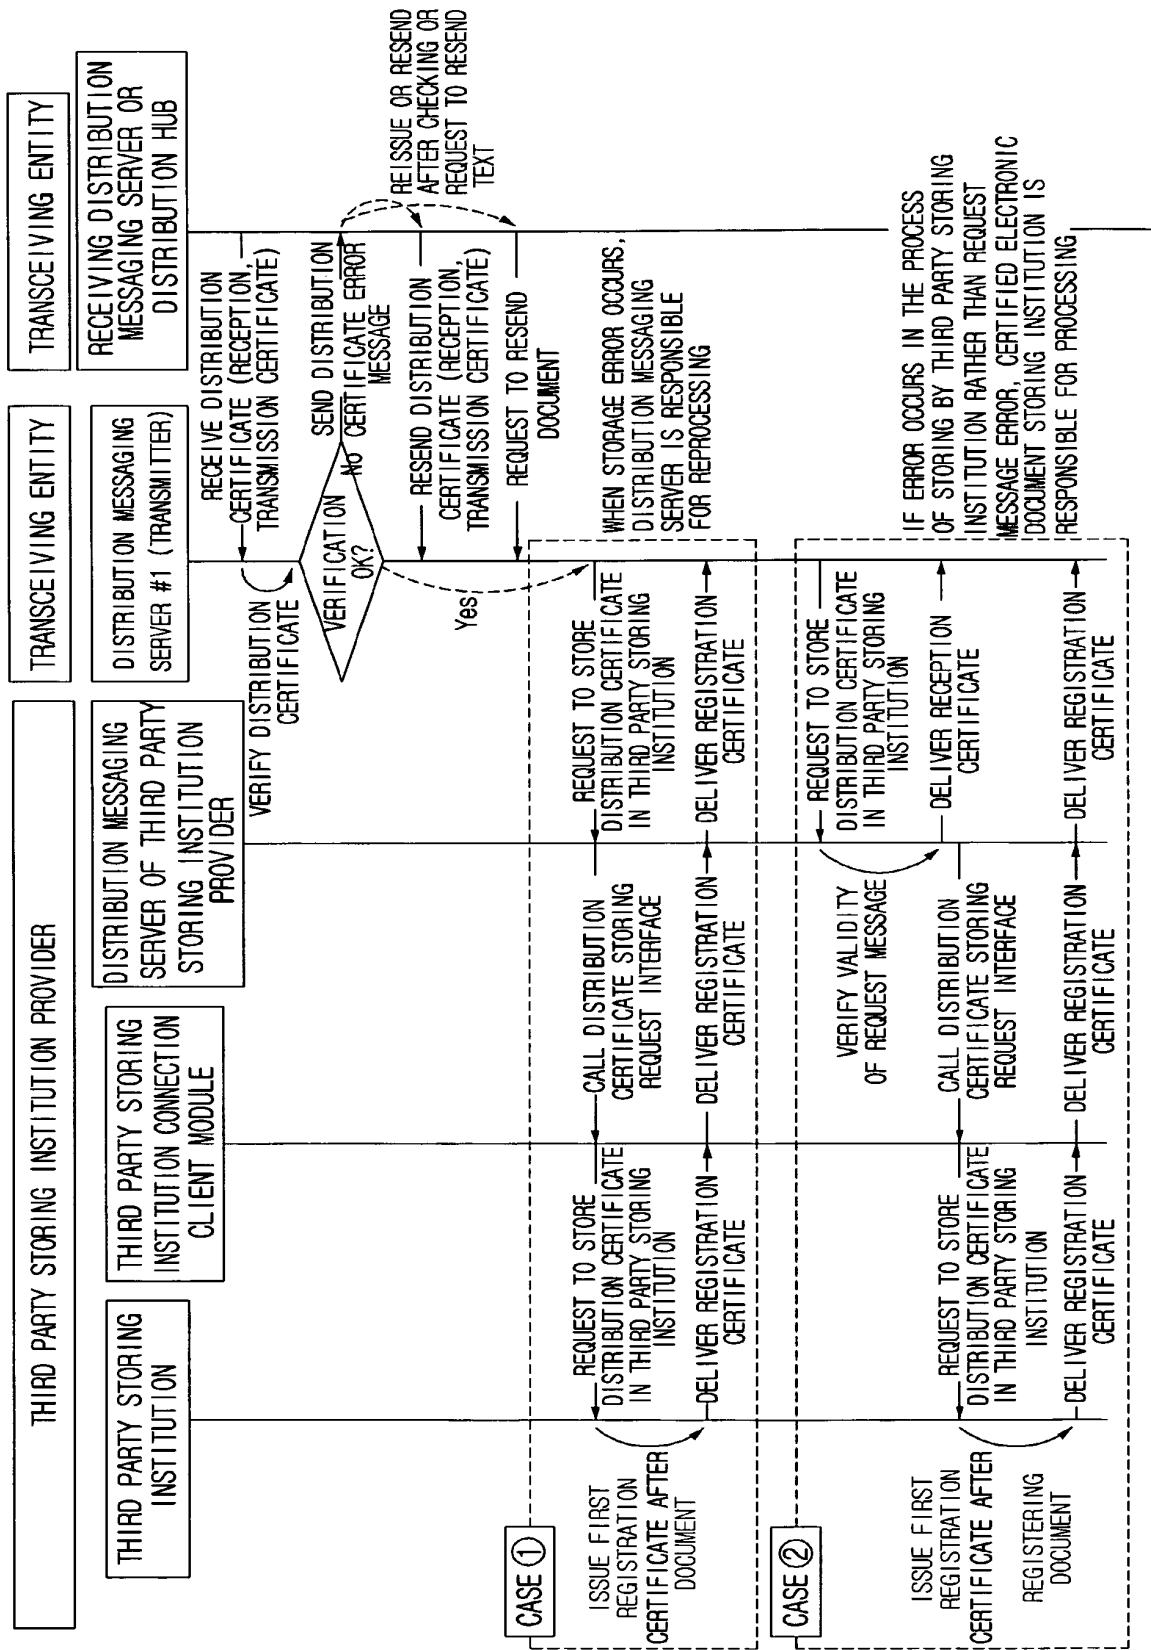 THIRD PARTY STORING INSTITUTION PROVIDER
TRANSCEIVING ENTITY
TRANSCEIVING ENTITY
THIRD PARTY STORING
INSTITUTION
THIRD PARTY STORING
INSTITUTION CONNECTION
CLIENT MODULE
DISTRIBUTION MESSAGING
SERVER OF THIRD PARTY
STORING INSTITUTION
PROVIDER
DISTRIBUTION MESSAGING
SERVER #1 (TRANSMITTER)
RECEIVING DISTRIBUTION
MESSAGING SERVER OR
DISTRIBUTION HUB
RECEIVE DISTRIBUTION
CERTIFICATE (RECEPTION,
TRANSMISSION CERTIFICATE)
VERIFY DISTRIBUTION
CERTIFICATE
VERIFICATION
OK?
No
SEND DISTRIBUTION
CERTIFICATE ERROR
MESSAGE
REISSUE OR RESEND
AFTER CHECKING OR
REQUEST TO RESEND
TEXT
RESEND DISTRIBUTION
CERTIFICATE (RECEPTION,
TRANSMISSION CERTIFICATE)
Yes
REQUEST TO RESEND
DOCUMENT
CASE ①
REQUEST TO STORE
DISTRIBUTION CERTIFICATE
IN THIRD PARTY STORING
INSTITUTION
CALL DISTRIBUTION
CERTIFICATE STORING
REQUEST INTERFACE
REQUEST TO STORE
DISTRIBUTION CERTIFICATE
IN THIRD PARTY STORING
INSTITUTION
WHEN STORAGE ERROR OCCURS,
DISTRIBUTION MESSAGING
SERVER IS RESPONSIBLE
FOR REPROCESSING
ISSUE FIRST
REGISTRATION
CERTIFICATE AFTER
DOCUMENT
DELIVER REGISTRATION
CERTIFICATE
DELIVER REGISTRATION
CERTIFICATE
DELIVER REGISTRATION
CERTIFICATE
CASE ②
REQUEST TO STORE
DISTRIBUTION CERTIFICATE
IN THIRD PARTY STORING
INSTITUTION
VERIFY VALIDITY
OF REQUEST MESSAGE
DELIVER RECEPTION
CERTIFICATE
IF ERROR OCCURS IN THE PROCESS
OF STORING BY THIRD PARTY STORING
INSTITUTION RATHER THAN REQUEST
MESSAGE ERROR, CERTIFIED ELECTRONIC
DOCUMENT STORING INSTITUTION IS
RESPONSIBLE FOR PROCESSING
REQUEST TO STORE
DISTRIBUTION CERTIFICATE
IN THIRD PARTY STORING
INSTITUTION
CALL DISTRIBUTION
CERTIFICATE STORING
REQUEST INTERFACE
ISSUE FIRST
REGISTRATION
CERTIFICATE AFTER
REGISTERING
DOCUMENT
DELIVER REGISTRATION
CERTIFICATE
DELIVER REGISTRATION
CERTIFICATE
DELIVER REGISTRATION
CERTIFICATE